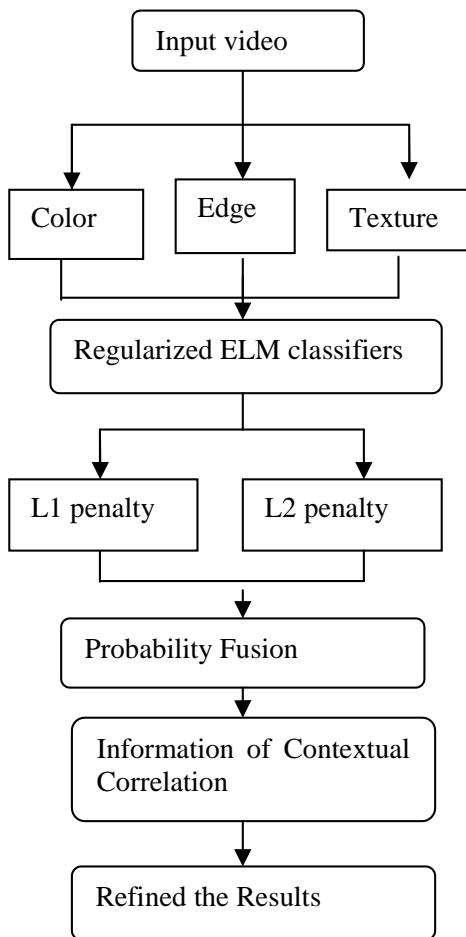 Input video
Color
Edge
Texture
Regularized ELM classifiers
L1 penalty
L2 penalty
Probability Fusion
Information of Contextual
Correlation
Refined the Results